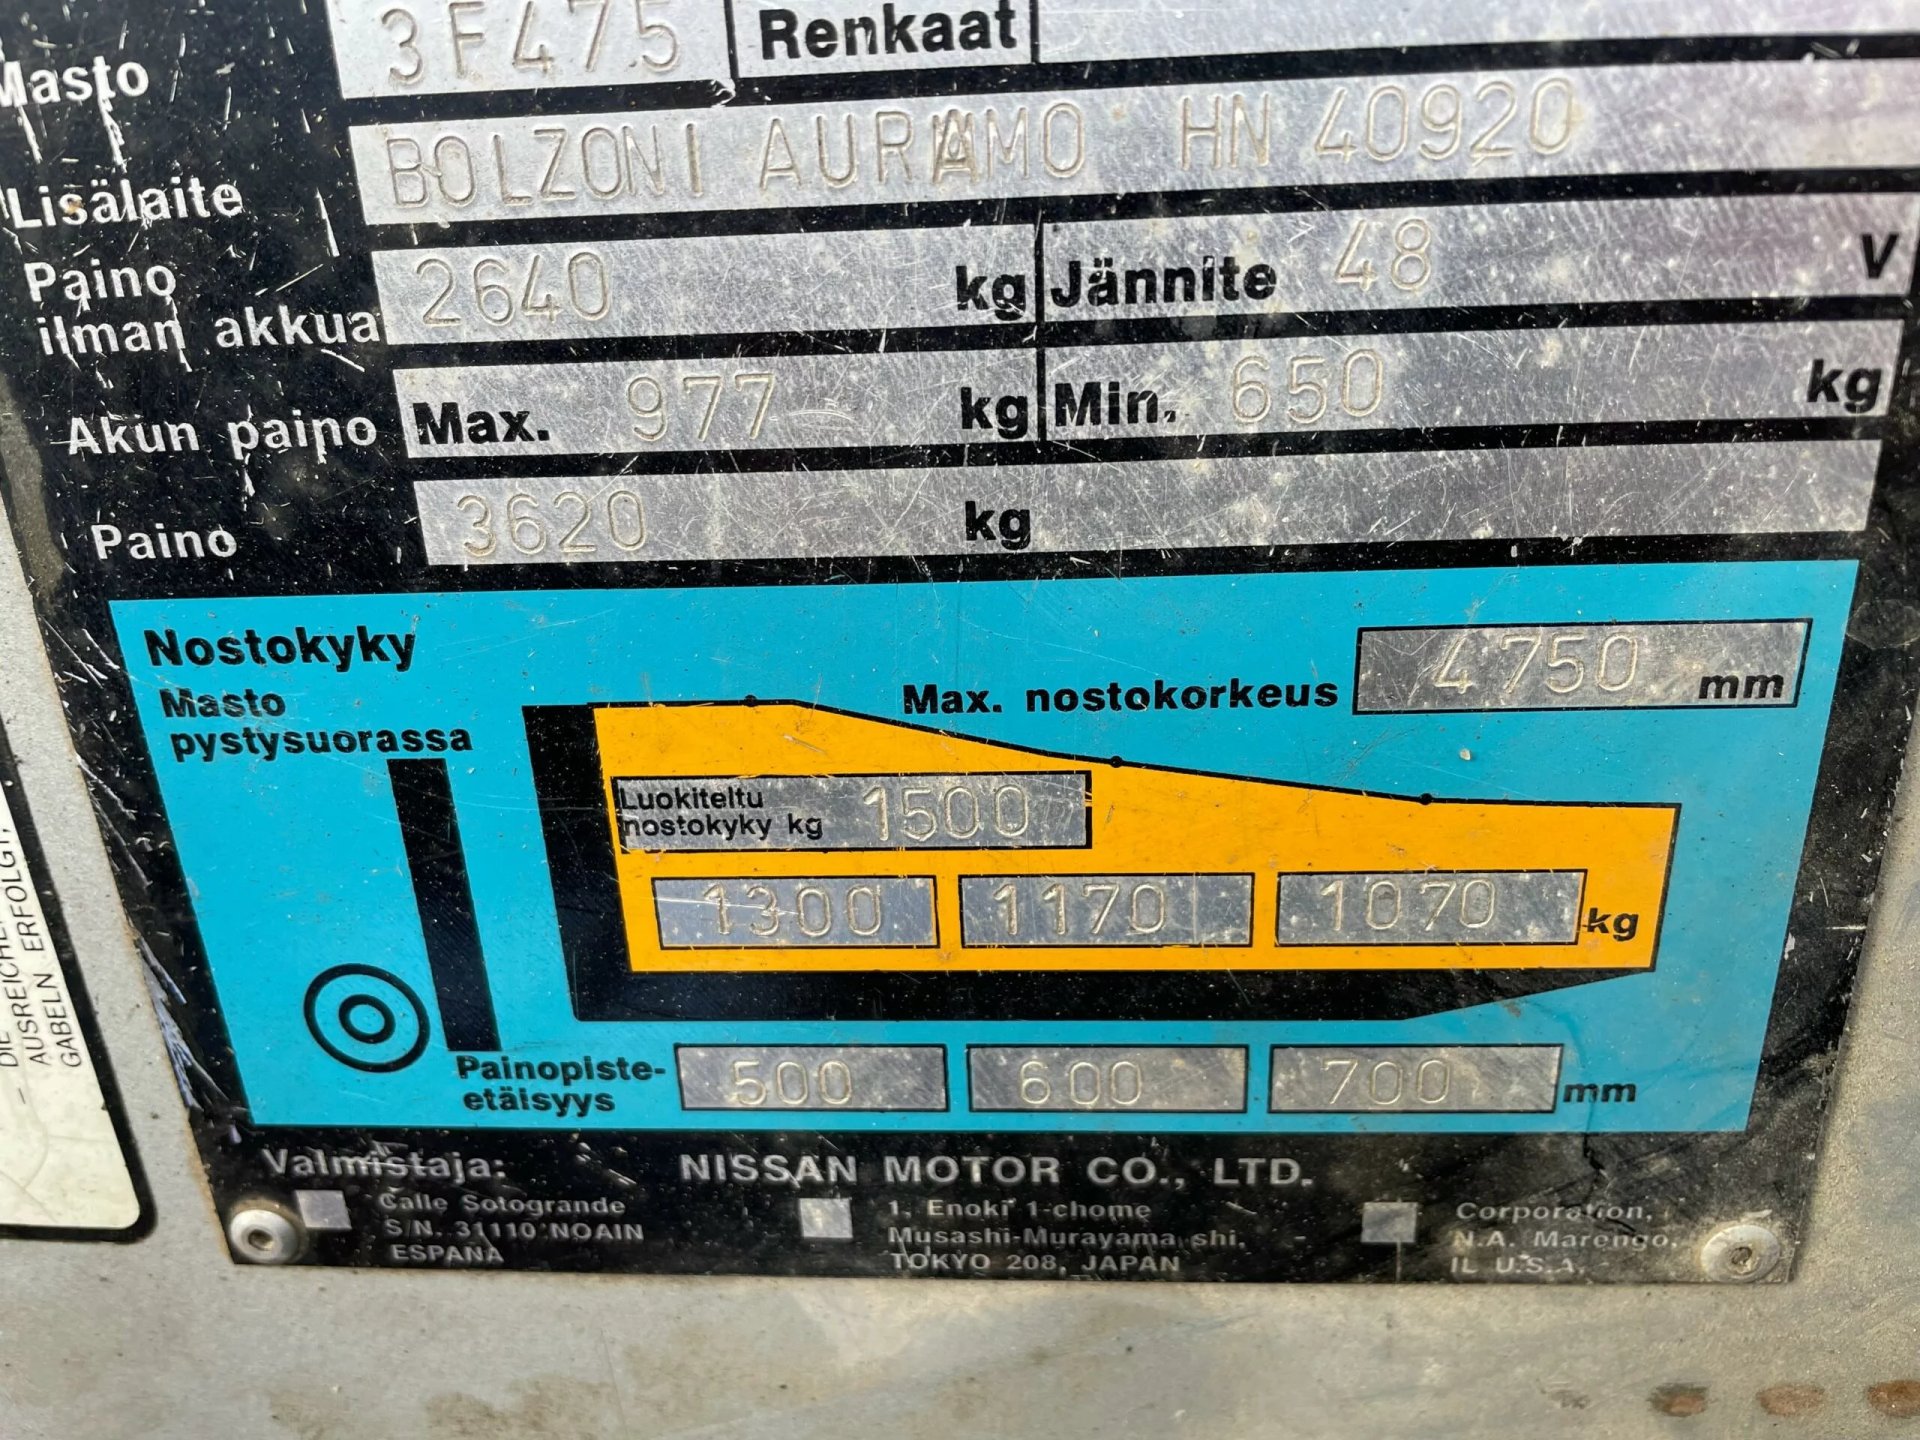 Masto 3F475 Renkaat
Lisälaite BOLZONI AURAMO HN 40920
Paino
ilman akkua 2640 kg Jännite 48 V
Akun paino Max. 977 kg Min. 650 kg
Paino 3620 kg
Nostokyky
Masto
pystysuorassa
Max. nostokorkeus 4750 mm
Luokiteltu
nostokyky kg 1500
1300 1170 1070 kg
Painopiste-
etäisyys 500 600 700 mm
Valmistaja: NISSAN MOTOR CO., LTD.
Calle Sotogrande
S/N. 31110 NOAIN
ESPANA
1, Enoki 1-chome
Musashi-Murayama shi,
TOKYO 208, JAPAN
Corporation,
N.A. Marengo,
IL U.S.A.
- DIE
AUSREICHE
GABELN ERFOLGT,